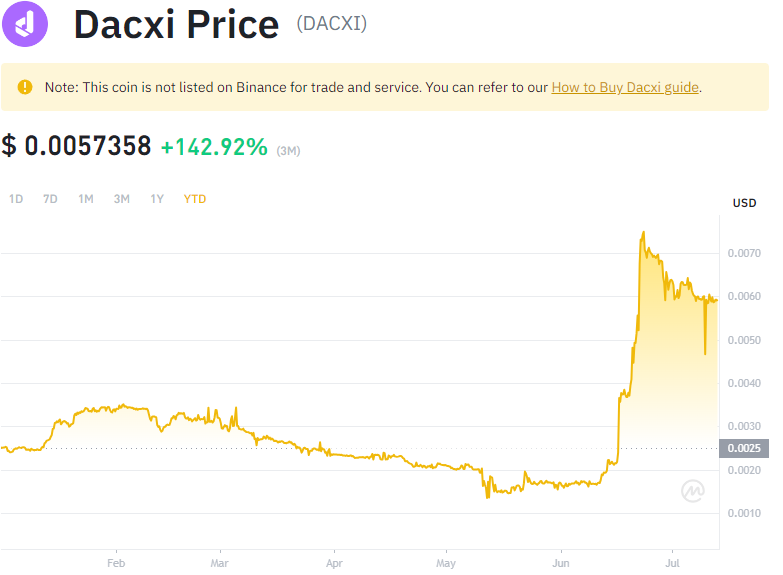 Dacxi Price (DACXI)
Note: This coin is not listed on Binance for trade and service. You can refer to our How to Buy Dacxi guide.
$ 0.0057358 +142.92% (3M)
1D 7D 1M 3M 1Y YTD
USD
0.0070
0.0060
0.0050
0.0040
0.0030
0.0025
0.0020
0.0010
Feb Mar Apr May Jun Jul